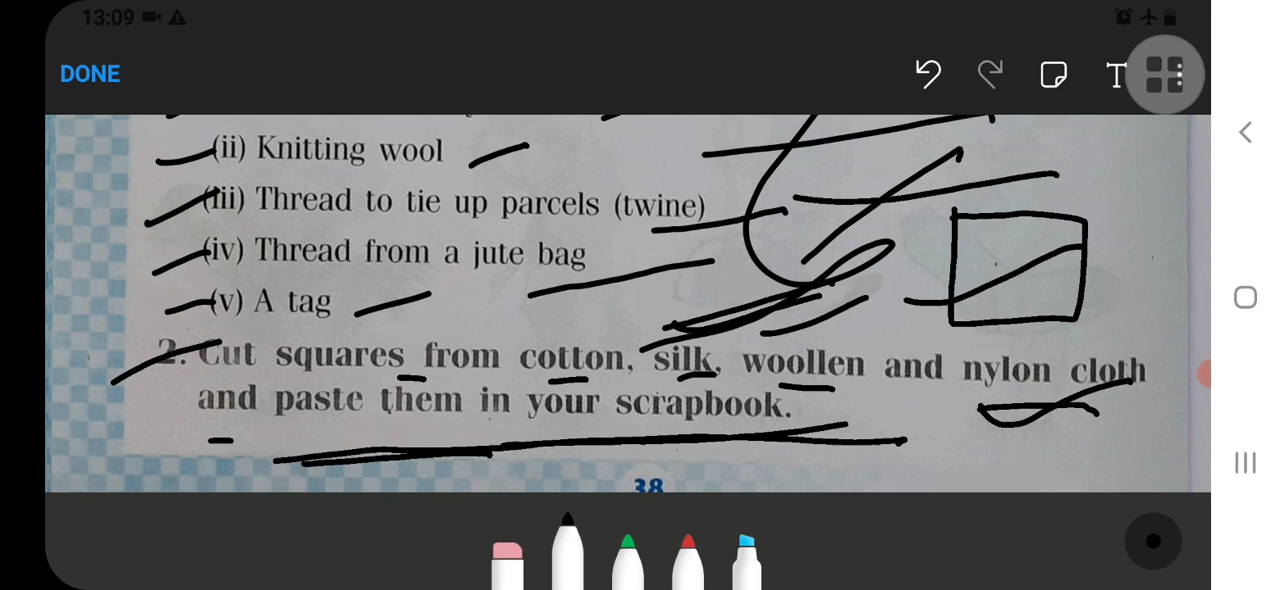 13:09
DONE
T
(ii) Knitting wool
(iii) Thread to tie up parcels (twine)
(iv) Thread from a jute bag
(v) A tag
2. Cut squares from cotton, silk, woollen and nylon cloth
and paste them in your scrapbook.
38